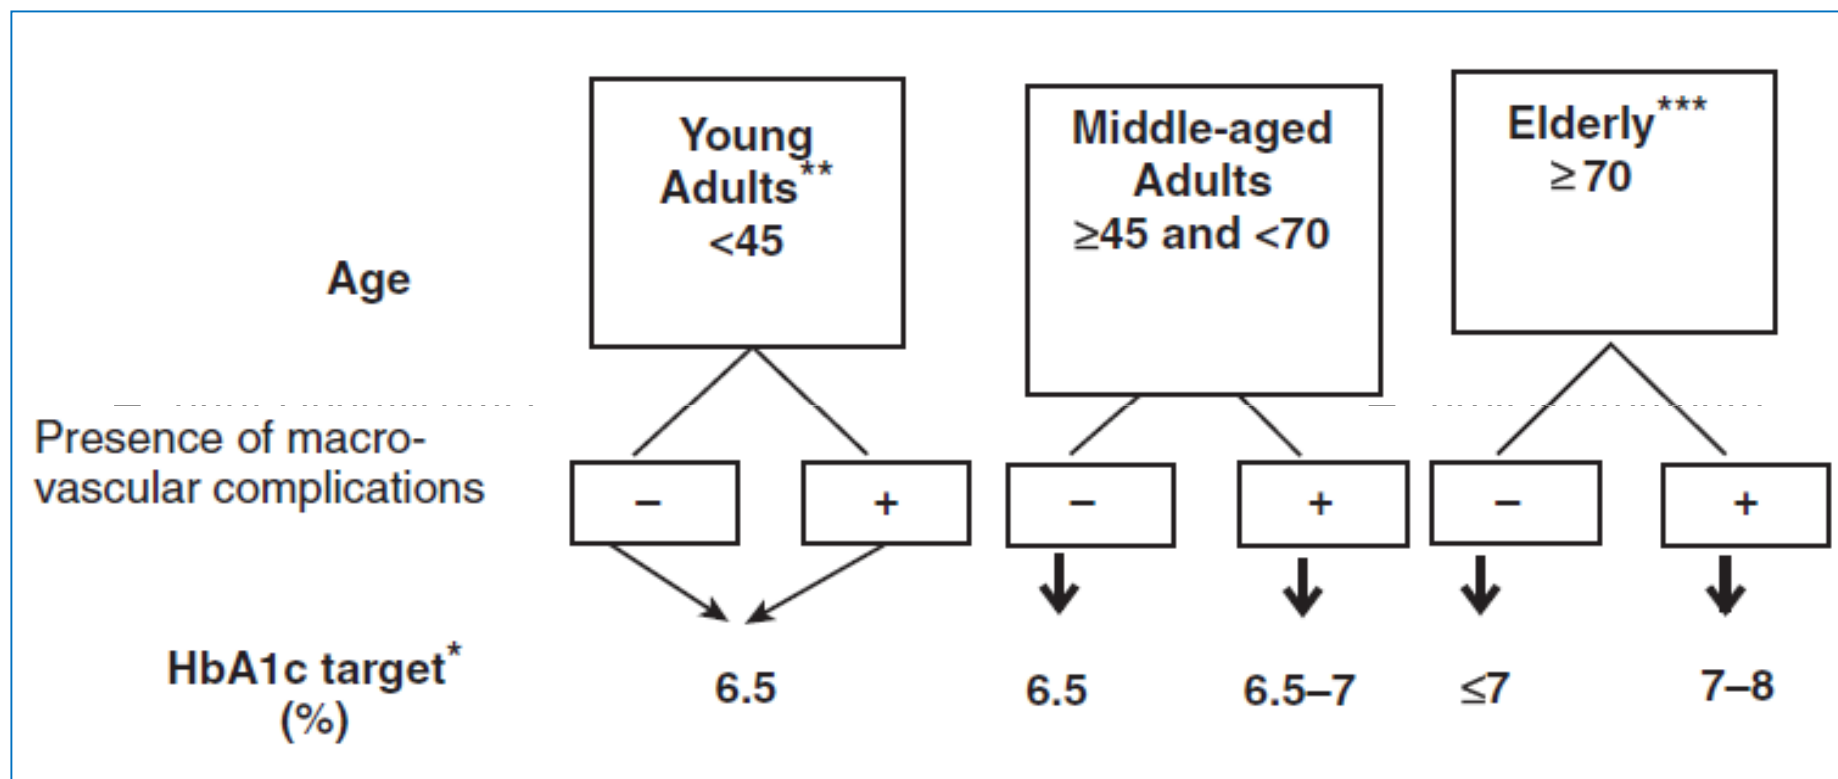 Young
Adults**
<45
Middle-aged
Adults
≥45 and <70
Elderly***
≥ 70
Age
Presence of macro-
vascular complications
–
+
–
+
–
+
HbA1c target*
(%)
6.5
6.5
6.5–7
≤7
7–8